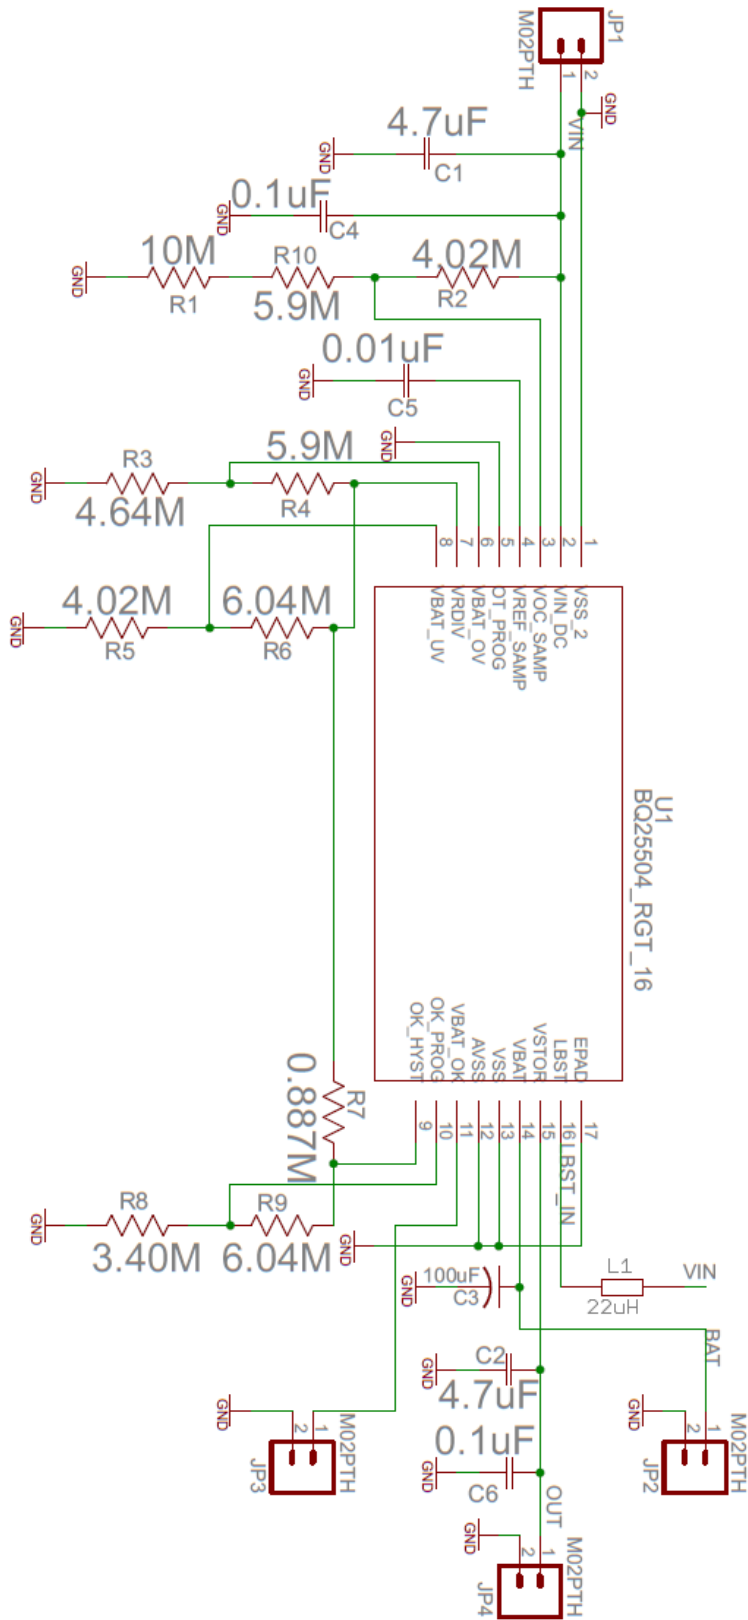 JP1
M02PTH
1
2
GND
VIN
4.7uF
GND
C1
0.1uF
GND
C4
10M
R10
4.02M
GND
R1
5.9M
R2
0.01uF
GND
C5
GND
5.9M
R3
GND
4.64M
R4
8
7
6
5
4
3
2
1
4.02M
6.04M
GND
R5
R6
VBAT_UV
VRDIV
VBAT_OV
OT_PROG
VREF_SAMP
VOC_SAMP
VIN_DC
VSS_2
U1
BQ25504_RGT_16
OK_HYST
OK_PROG
VBAT_OK
AVSS
VSS
VBAT
VSTOR
LBST
EPAD
R7
0.887M
9
10
11
12
13
14
15
16
17
LBST_IN
R8
R9
GND
3.40M
6.04M
GND
100uF
GND
C3
L1
VIN
22uH
BAT
C2
GND
4.7uF
GND
2
1
M02PTH
JP3
GND
2
1
M02PTH
JP2
0.1uF
GND
C6
OUT
GND
2
1
M02PTH
JP4